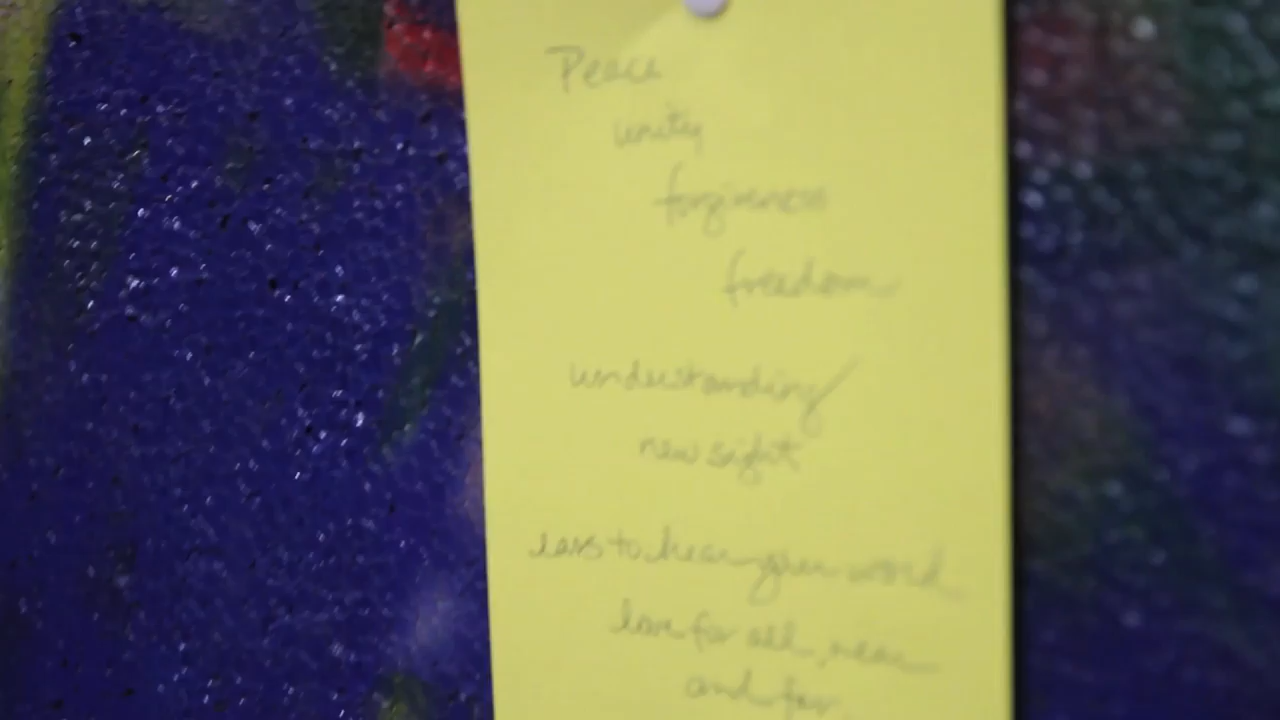 Peace
unity
forgiveness
freedom
understanding/
new sight
ears to hear your word
love for all, near
and far